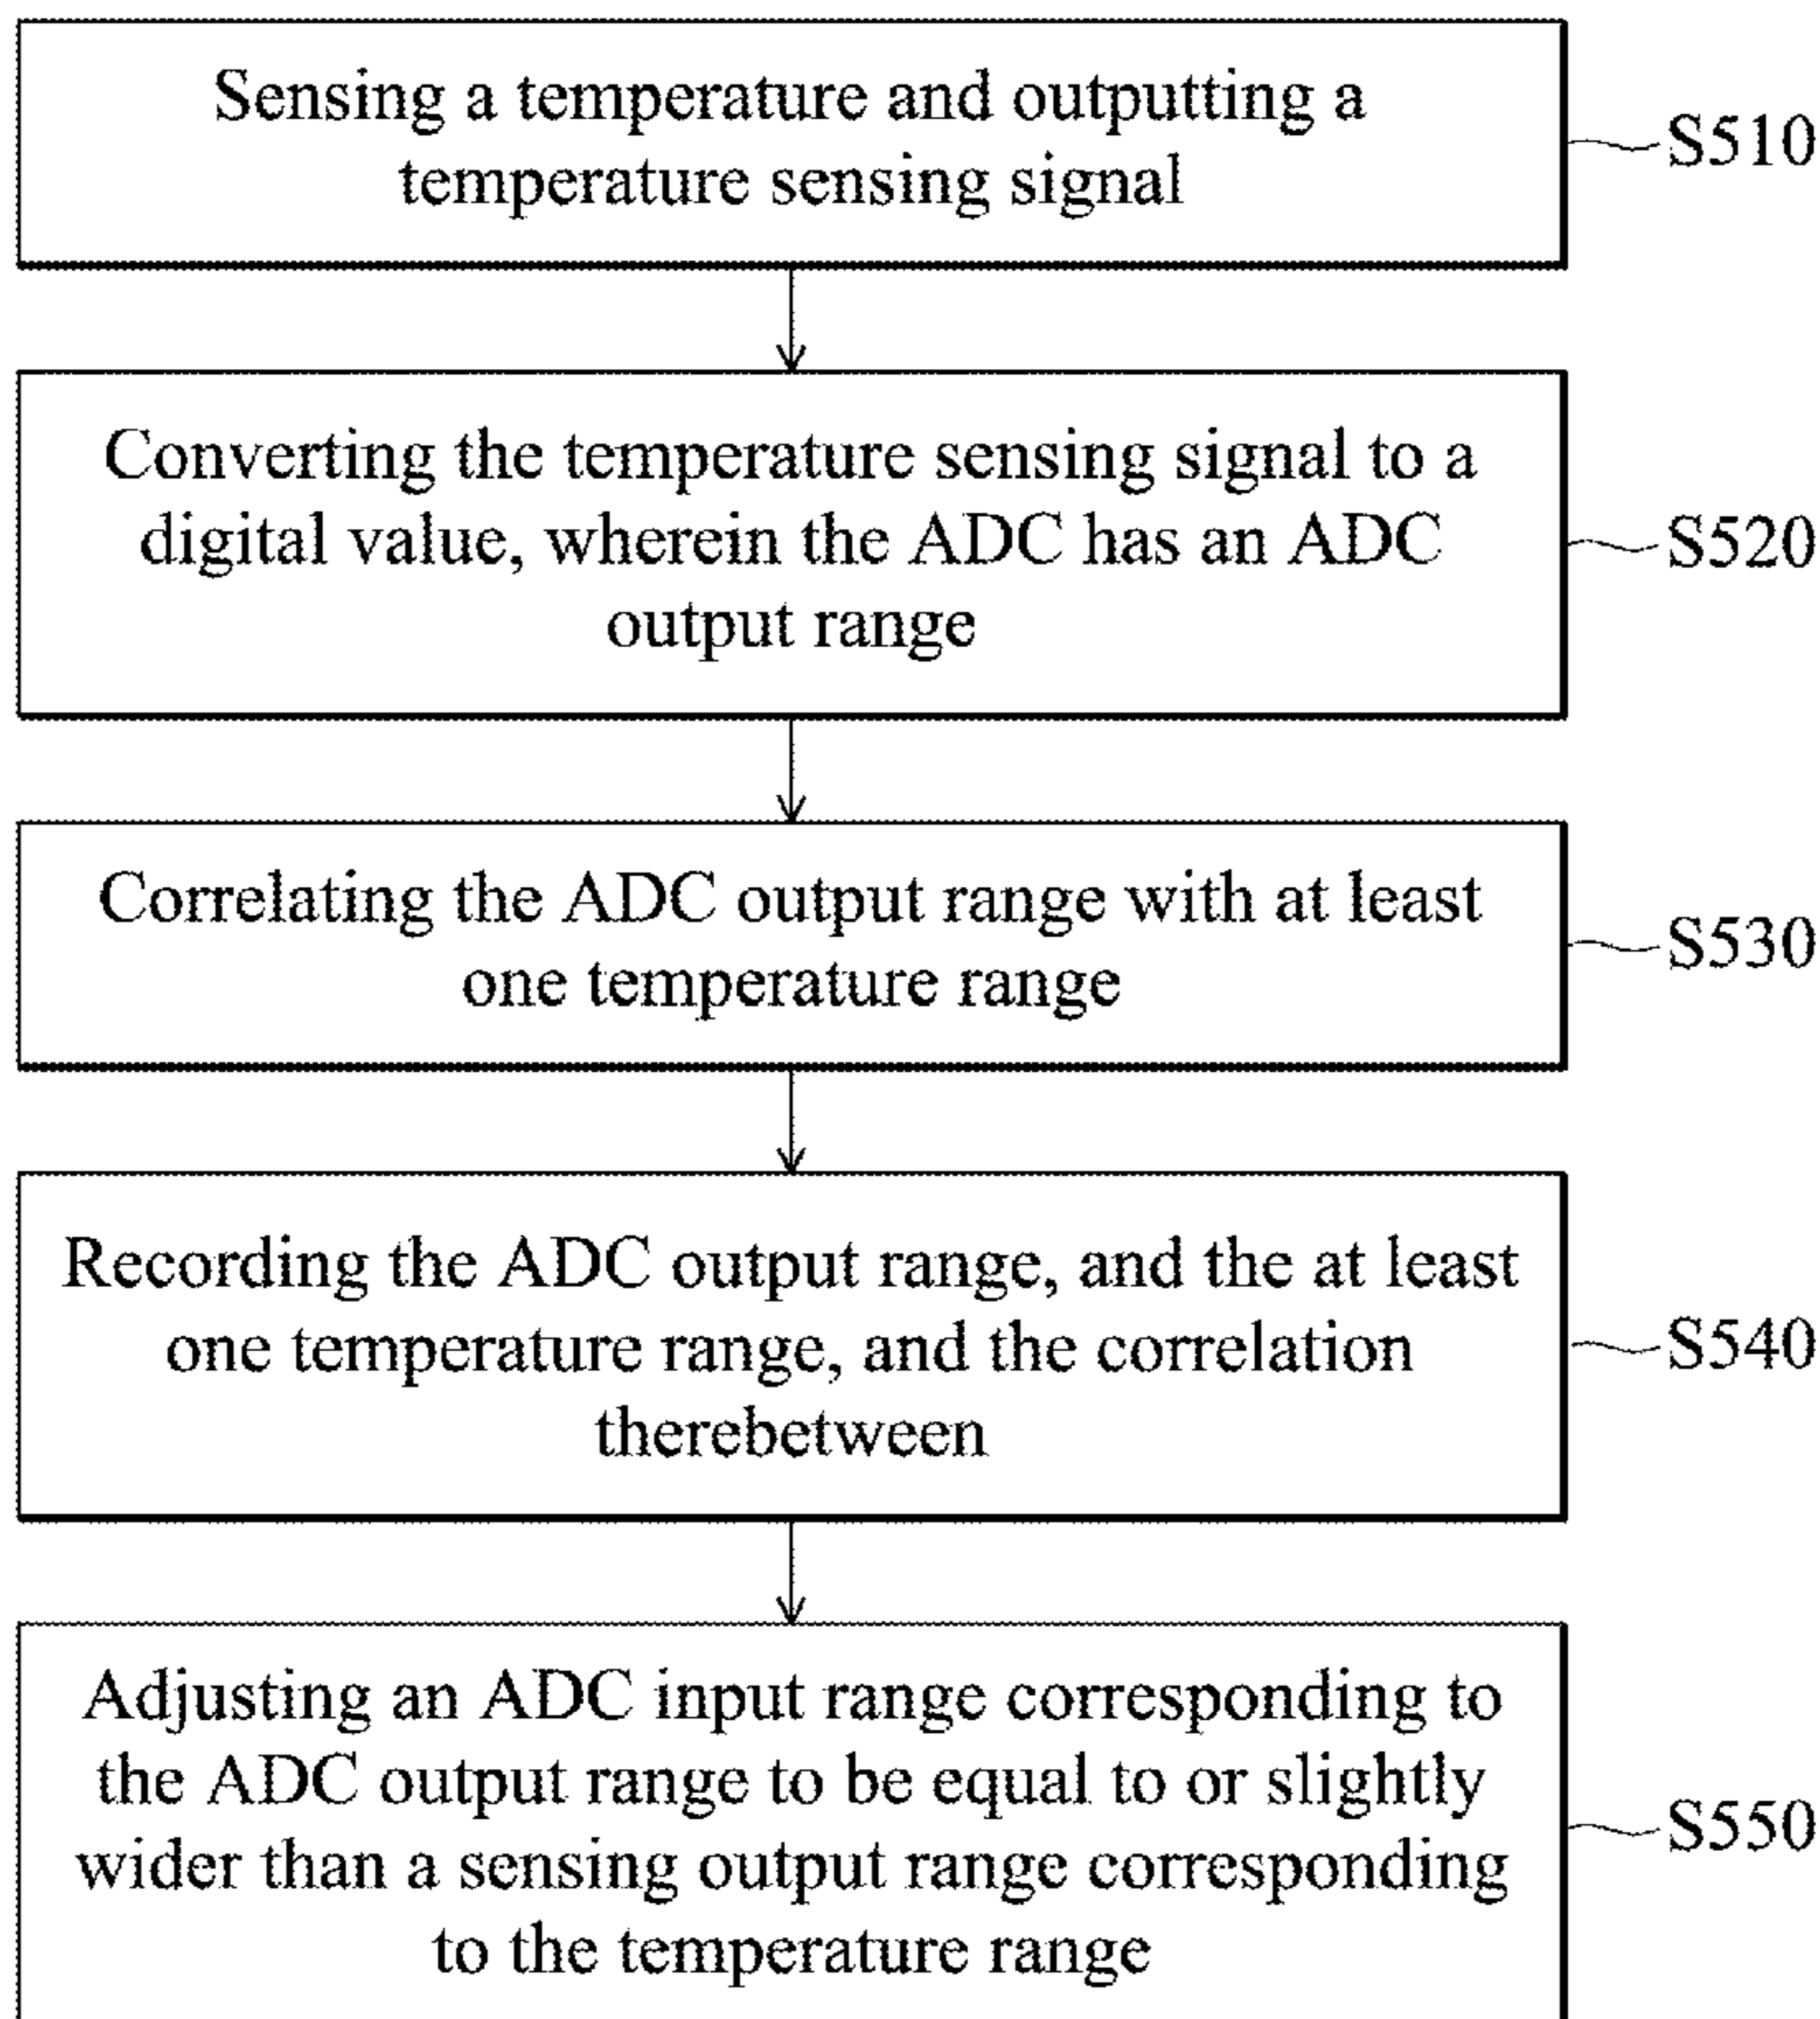 Sensing a temperature and outputting a
temperature sensing signal
S510
Converting the temperature sensing signal to a
digital value, wherein the ADC has an ADC
output range
S520
Correlating the ADC output range with at least
one temperature range
S530
Recording the ADC output range, and the at least
one temperature range, and the correlation
therebetween
S540
Adjusting an ADC input range corresponding to
the ADC output range to be equal to or slightly
wider than a sensing output range corresponding
to the temperature range
S550